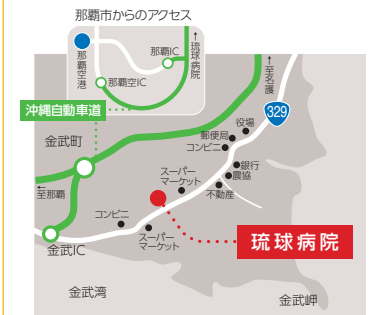 那覇市からのアクセス
那覇空港
那覇IC
那覇空IC
↑琉球病院
沖縄自動車道
↑至名護
329
金武町
役場
郵便局
コンビニ
銀行
農協
不動産
スーパー
マーケット
←
至那覇
コンビニ
スーパー
マーケット
琉球病院
金武IC
金武湾
金武岬